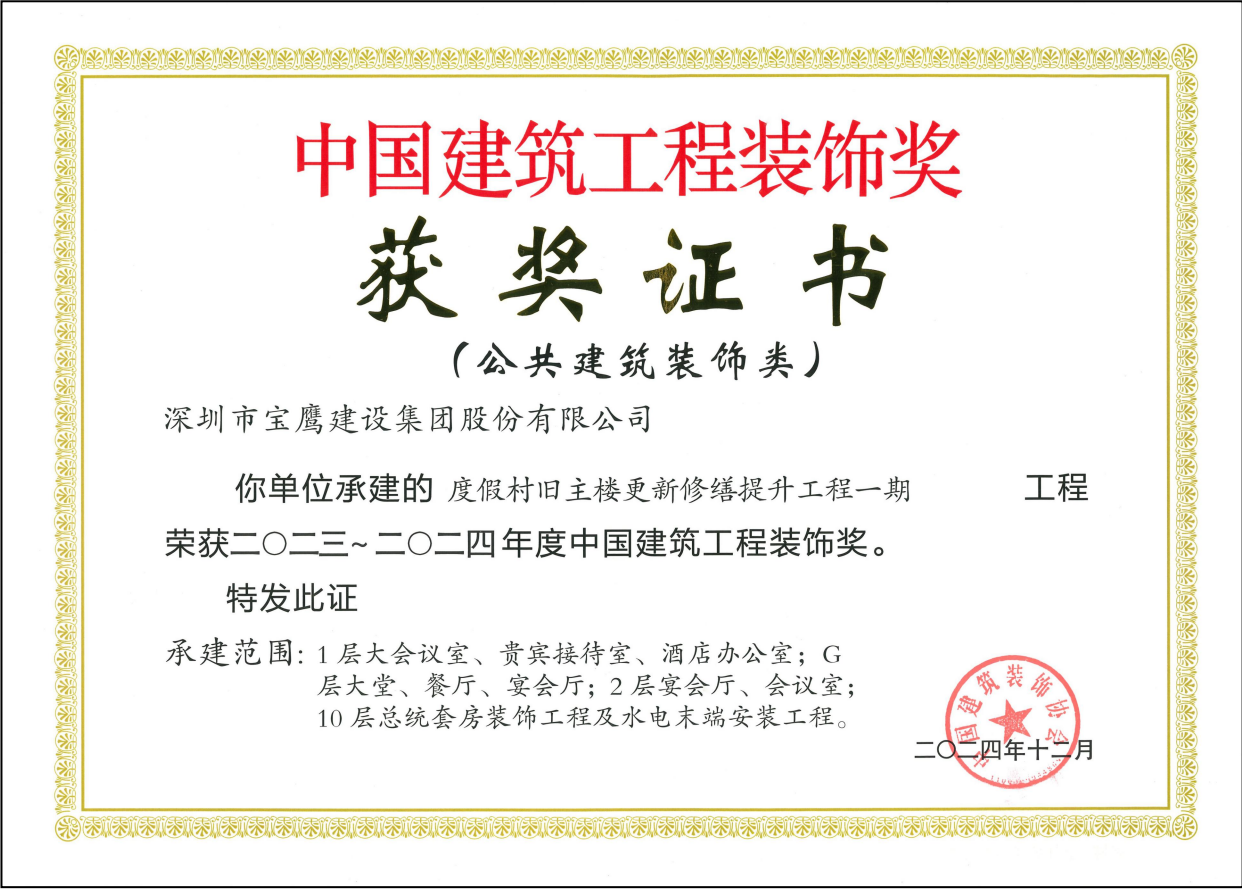 中国建筑工程装饰奖
获奖证书
（公共建筑装饰类）
深圳市宝鹰建设集团股份有限公司
你单位承建的 度假村旧主楼更新修缮提升工程一期 工程
荣获二〇二三~二〇二四年度中国建筑工程装饰奖。
特发此证
承建范围: 1层大会议室、贵宾接待室、酒店办公室；G
层大堂、餐厅、宴会厅；2层宴会厅、会议室；
10层总统套房装饰工程及水电末端安装工程。
中国建筑装饰协会
二〇二四年十二月